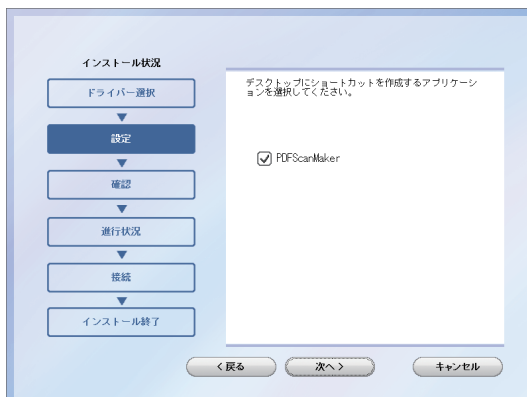 インストール状況
ドライバー選択
設定
確認
進行状況
接続
インストール終了
デスクトップにショートカットを作成するアプリケーシ
ョンを選択してください。
PDFScanMaker
< 戻る
次へ >
キャンセル